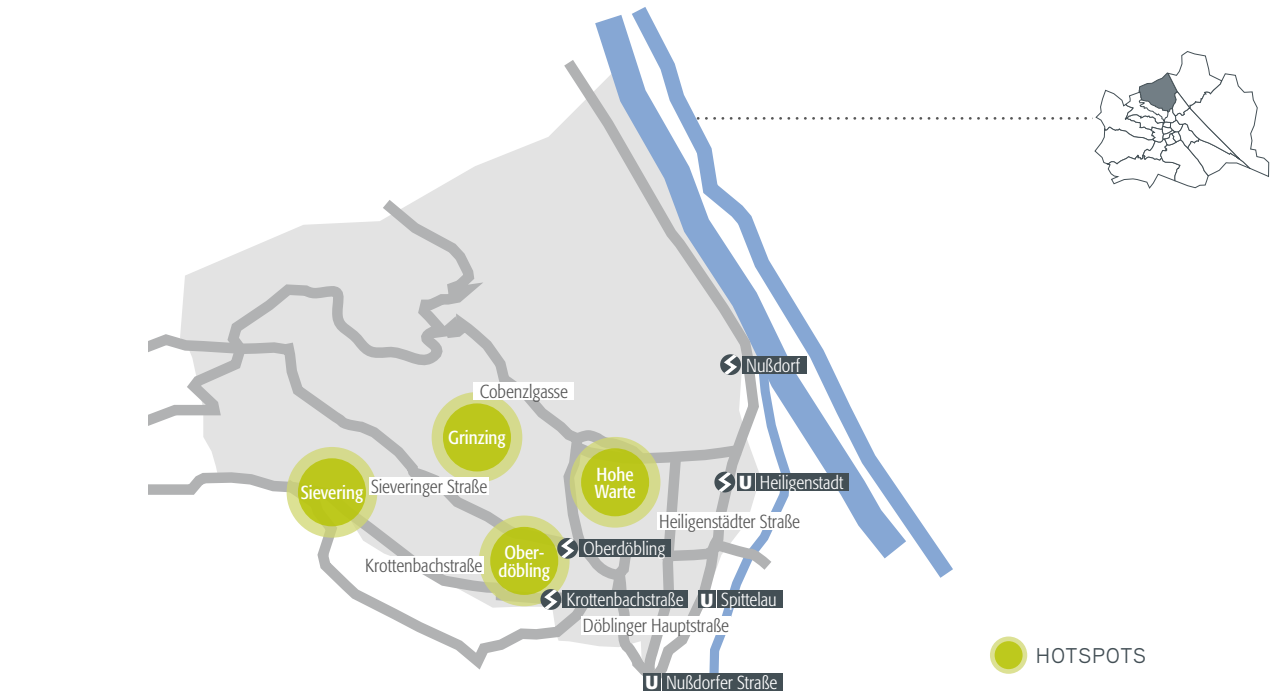 Nußdorf
Cobenzlgasse
Grinzing
Hohe
Warte
Sievering
Sieveringer Straße
U Heiligenstadt
Heiligenstädter Straße
Ober-
döbling
Oberdöbling
Krottenbachstraße
Krottenbachstraße
U Spittelau
Döblinger Hauptstraße
HOTSPOTS
U Nußdorfer Straße